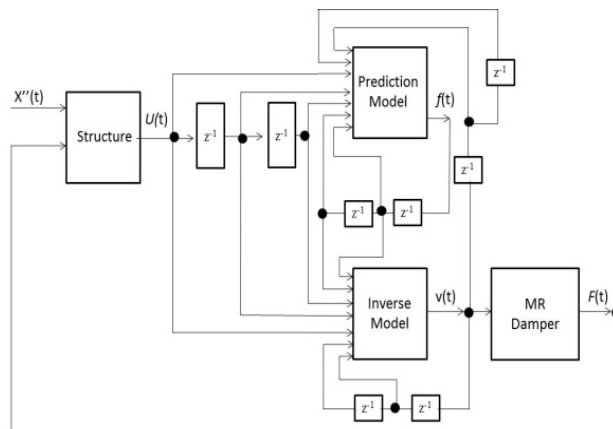 z⁻¹
Prediction
Model
X''(t)
U(t)
f(t)
Structure
z⁻¹
z⁻¹
z⁻¹
z⁻¹
z⁻¹
Inverse
Model
v(t)
MR
Damper
F(t)
z⁻¹
z⁻¹